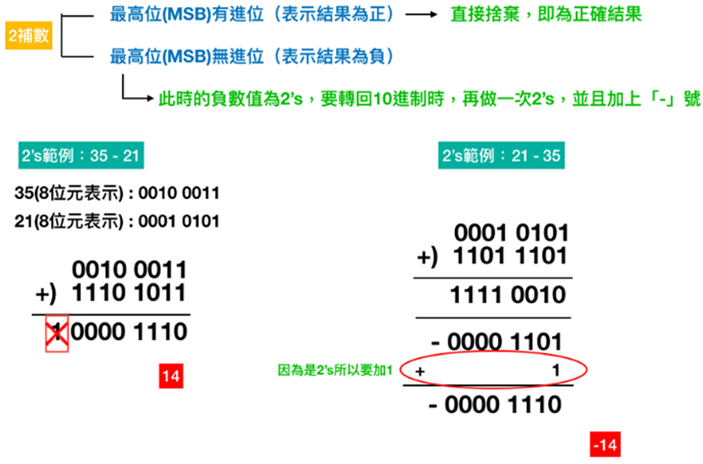 2補數
最高位(MSB)有進位（表示結果為正）
直接捨棄，即為正確結果
最高位(MSB)無進位（表示結果為負）
此時的負數值為2's，要轉回10進制時，再做一次2's，並且加上「-」號
2's範例：35 - 21
35(8位元表示) : 0010 0011
21(8位元表示) : 0001 0101
0010 0011
+) 1110 1011
1 0000 1110
14
2's範例：21 - 35
0001 0101
+) 1101 1101
1111 0010
- 0000 1101
因為是2's所以要加1
+ 1
- 0000 1110
-14